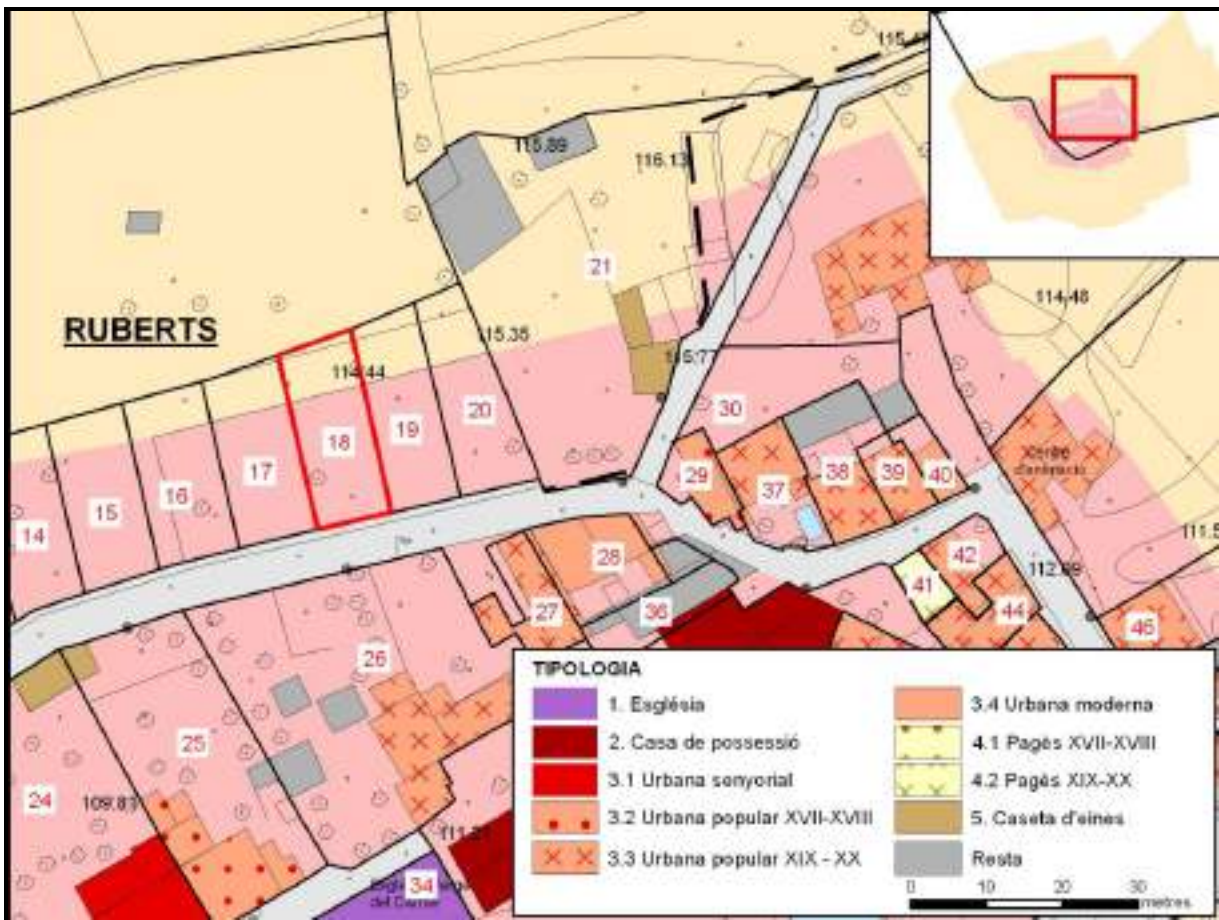 115.89
116.13
21
114.48
RUBERTS
115.35
114.44
115.77
30
20
19
18
17
16
15
14
29
37
38
39
40
28
42
41
112.69
27
36
44
46
26
25
24
109.81
34
TIPOLOGIA
1. Església
2. Casa de possessió
3.1 Urbana senyorial
3.2 Urbana popular XVII-XVIII
3.3 Urbana popular XIX - XX
3.4 Urbana moderna
4.1 Pagès XVII-XVIII
4.2 Pagès XIX-XX
5. Caseta d'eines
Resta
0 10 20 30
metres